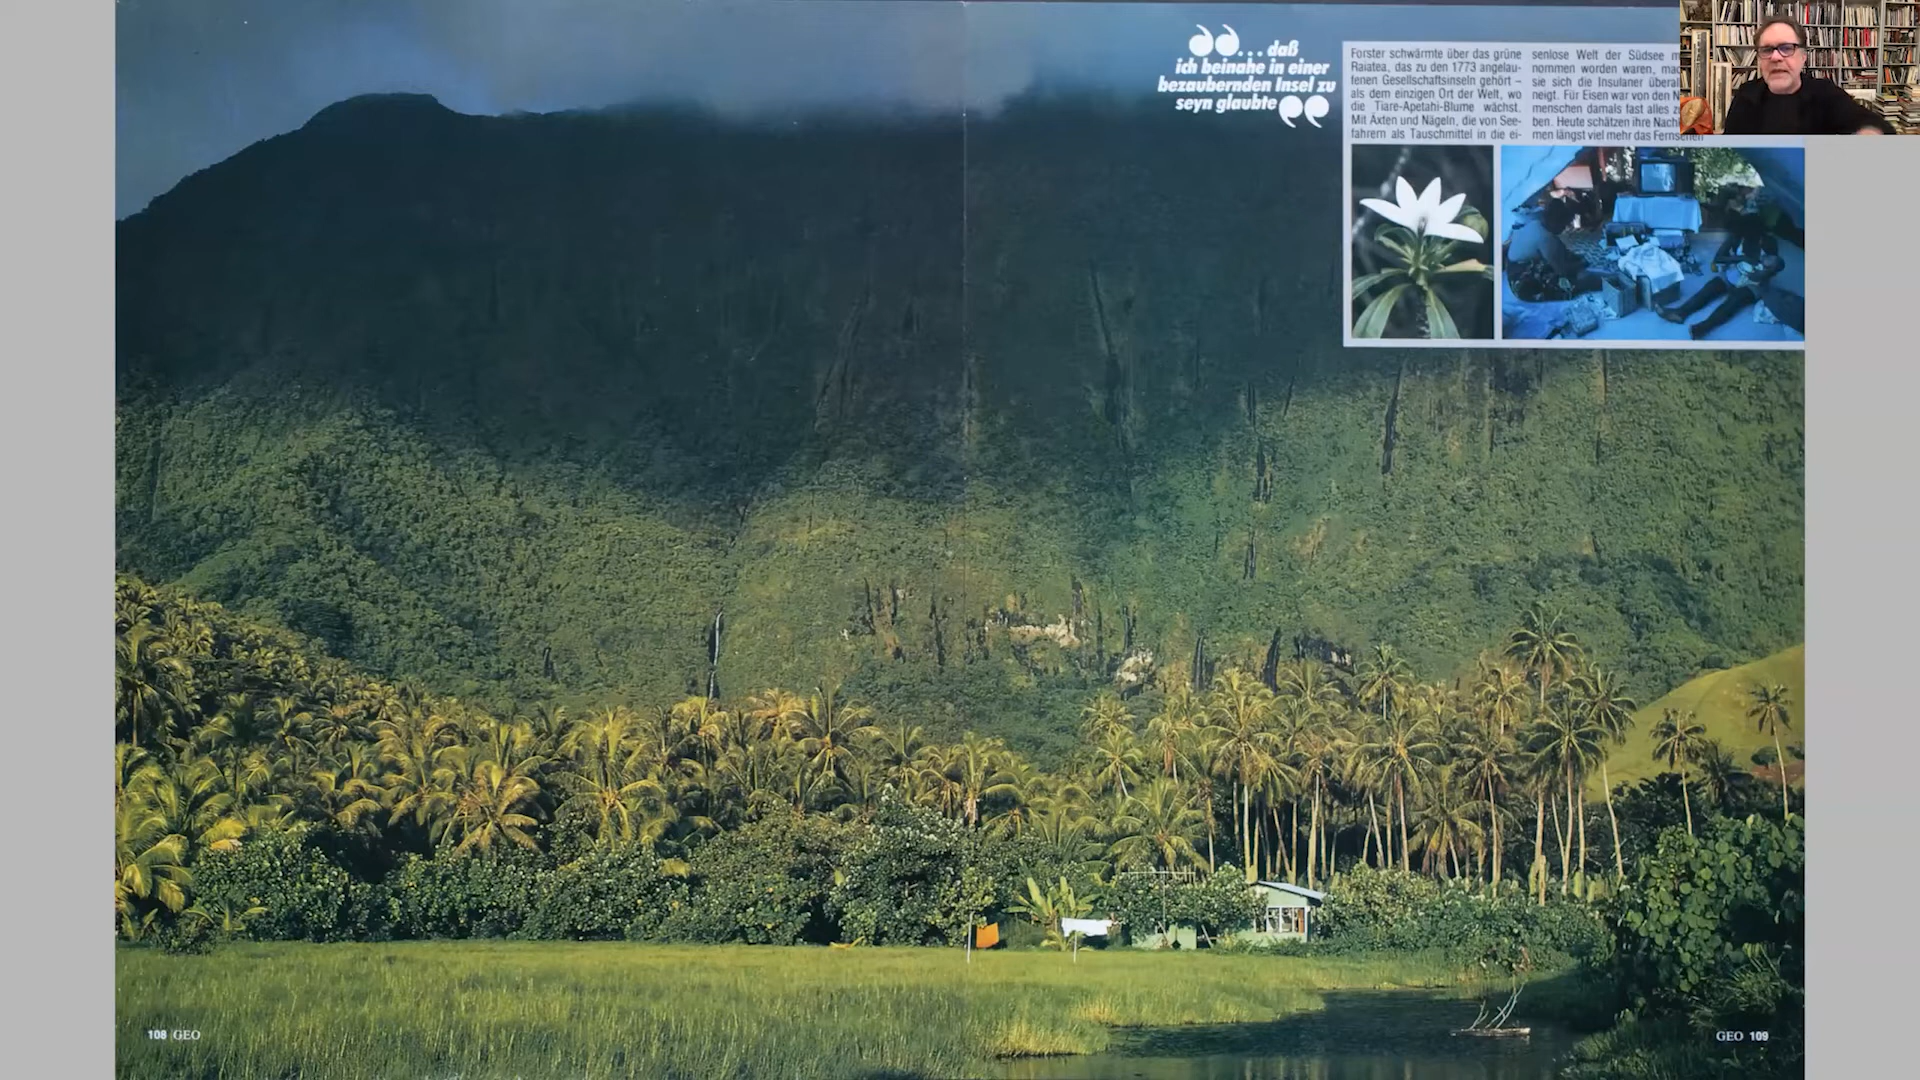 ... daß
ich beinahe in einer
bezaubernden Insel zu
seyn glaubte
Forster schwärmte über das grüne
Raiatea, das zu den 1773 angelau-
fenen Gesellschaftsinseln gehört –
als dem einzigen Ort der Welt, wo
die Tiare-Apetahi-Blume wächst.
Mit Äxten und Nägeln, die von See-
fahrern als Tauschmittel in die ei-
senlose Welt der Südsee
nommen worden waren,
sie sich die Insulaner
neigt. Für Eisen war von den
menschen damals fast alles
ben. Heute schätzen ihre
men längst viel mehr das Fernsehen
108 GEO
GEO 109